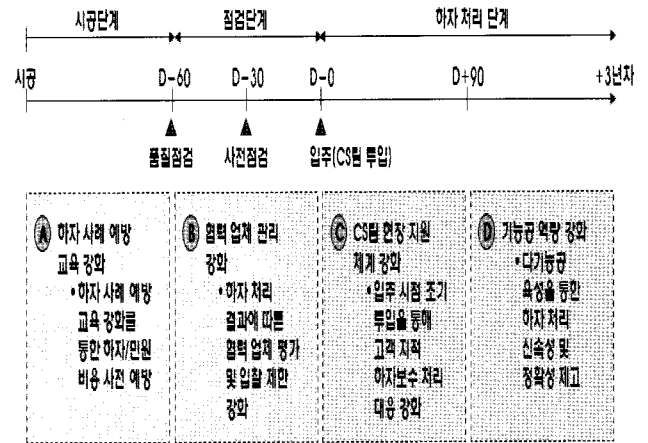 시공단계 점검단계 하자 처리 단계
시공 D-60 D-30 D-0 D+90 +3년차
품질점검 사전점검 입주(CS팀 투입)
A 하자 사례 예방
교육 강화
•하자 사례 예방
교육 강화를
통한 하자/민원
비용 사전 예방
B 협력 업체 관리
강화
•하자 처리
결과에 따른
협력 업체 평가
및 입찰 제한
강화
C CS팀 현장 지원
체계 강화
•입주 시점 조기
투입을 통해
고객 지적
하자보수 처리
대응 강화
D 기능공 역량 강화
•다기능공
육성을 통한
하자 처리
신속성 및
정확성 제고